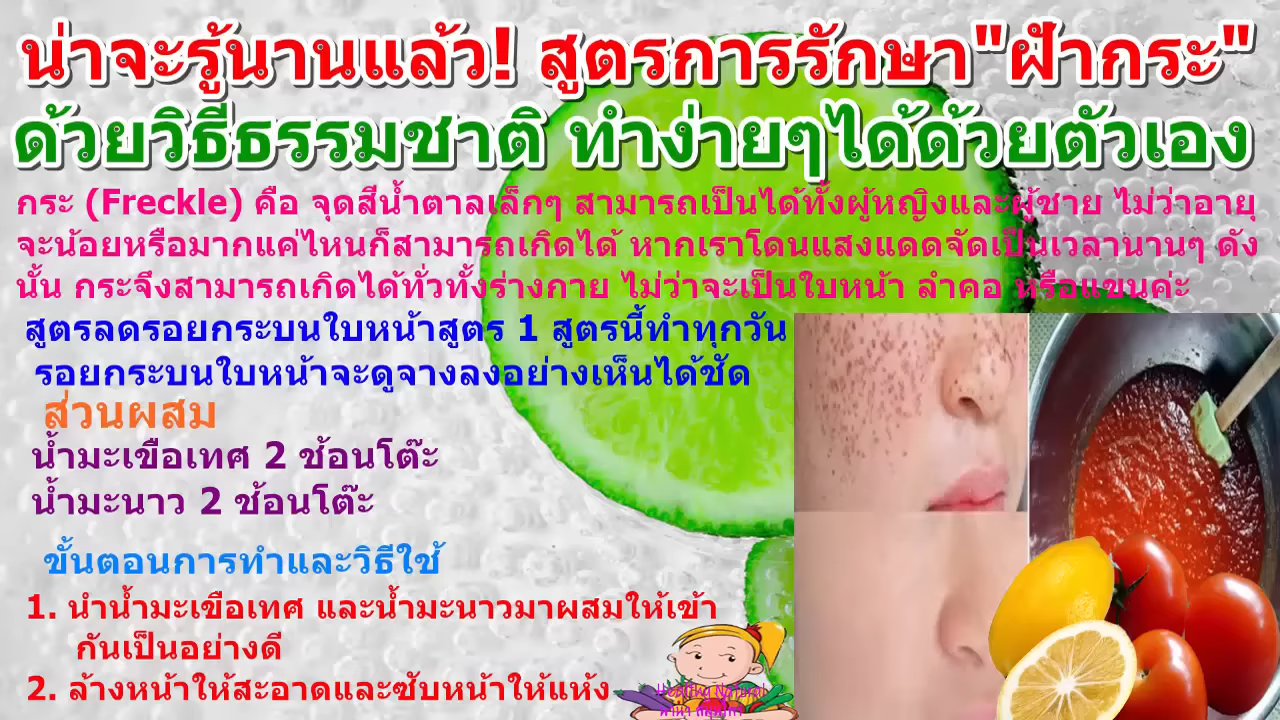 น่าจะรู้นานแล้ว! สูตรการรักษา"ฝ้ากระ"
ด้วยวิธีธรรมชาติ ทำง่ายๆได้ด้วยตัวเอง
กระ (Freckle) คือ จุดสีน้ำตาลเล็กๆ สามารถเป็นได้ทั้งผู้หญิงและผู้ชาย ไม่ว่าอายุ
จะน้อยหรือมากแค่ไหนก็สามารถเกิดได้ หากเราโดนแสงแดดจัดเป็นเวลานานๆ ดัง
นั้น กระจึงสามารถเกิดได้ทั่วทั้งร่างกาย ไม่ว่าจะเป็นใบหน้า ลำคอ หรือแขนค่ะ
สูตรลดรอยกระบนใบหน้าสูตร 1 สูตรนี้ทำทุกวัน
รอยกระบนใบหน้าจะดูจางลงอย่างเห็นได้ชัด
ส่วนผสม
น้ำมะเขือเทศ 2 ช้อนโต๊ะ
น้ำมะนาว 2 ช้อนโต๊ะ
ขั้นตอนการทำและวิธีใช้
1. นำน้ำมะเขือเทศ และน้ำมะนาวมาผสมให้เข้า
กันเป็นอย่างดี
2. ล้างหน้าให้สะอาดและซับหน้าให้แห้ง